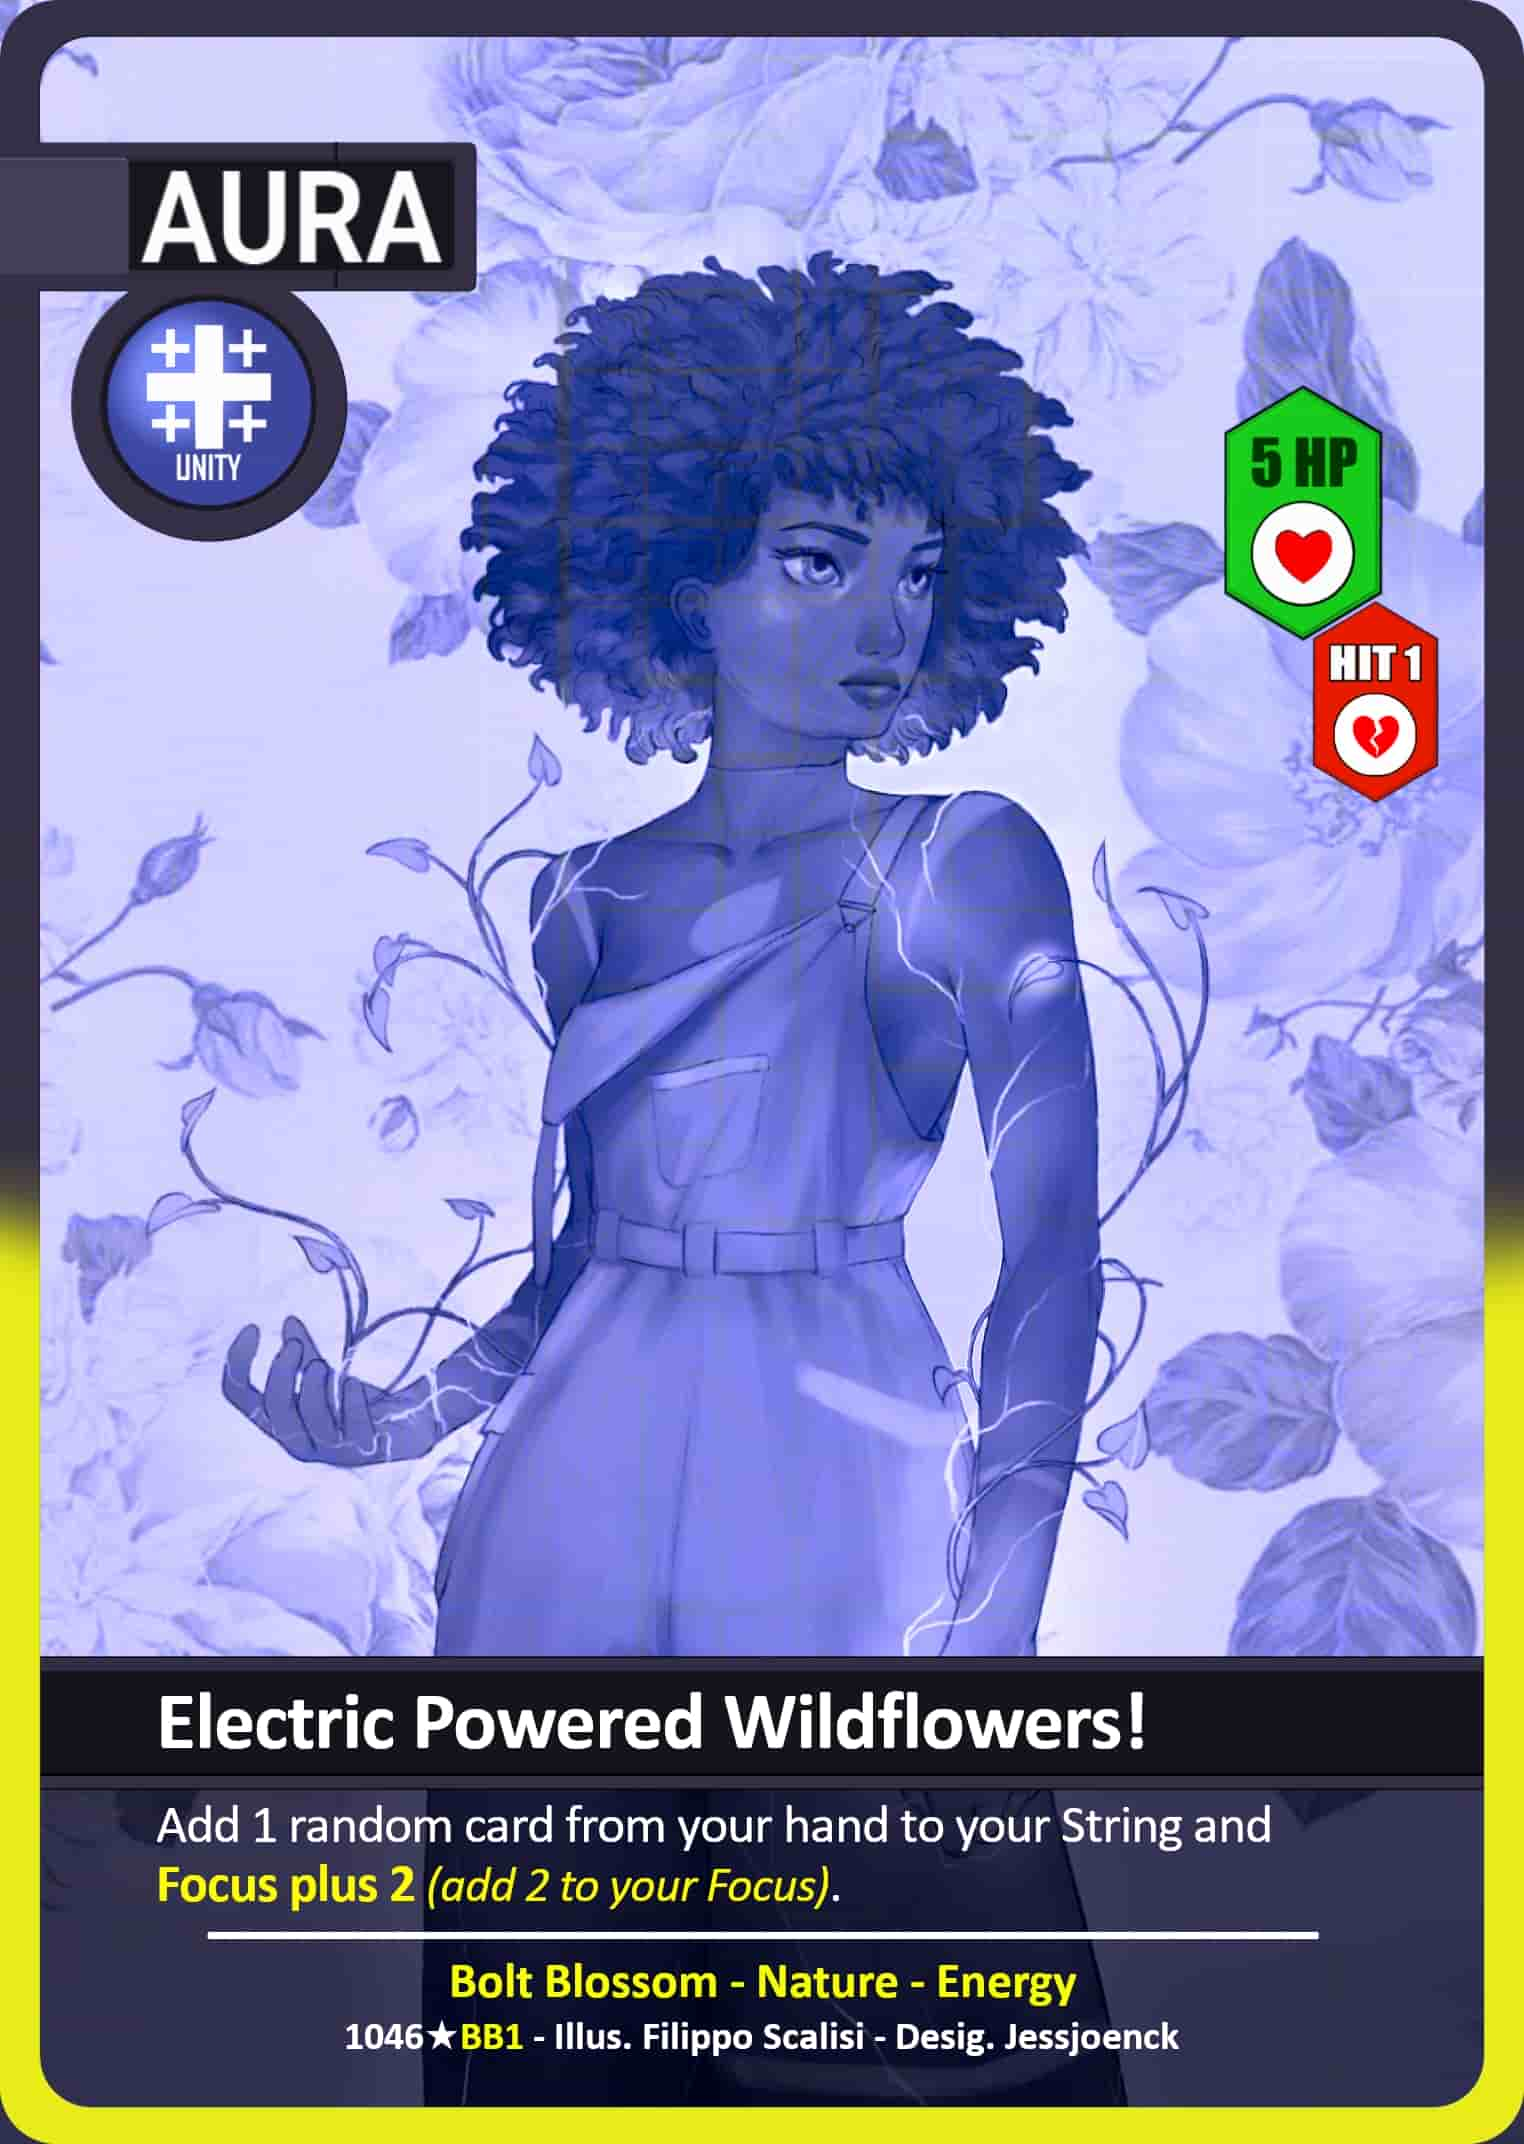 AURA
UNITY
5 HP
HIT 1
Electric Powered Wildflowers!
Add 1 random card from your hand to your String and
Focus plus 2 (add 2 to your Focus).
Bolt Blossom - Nature - Energy
1046★BB1 - Illus. Filippo Scalisi - Desig. Jessjoenck